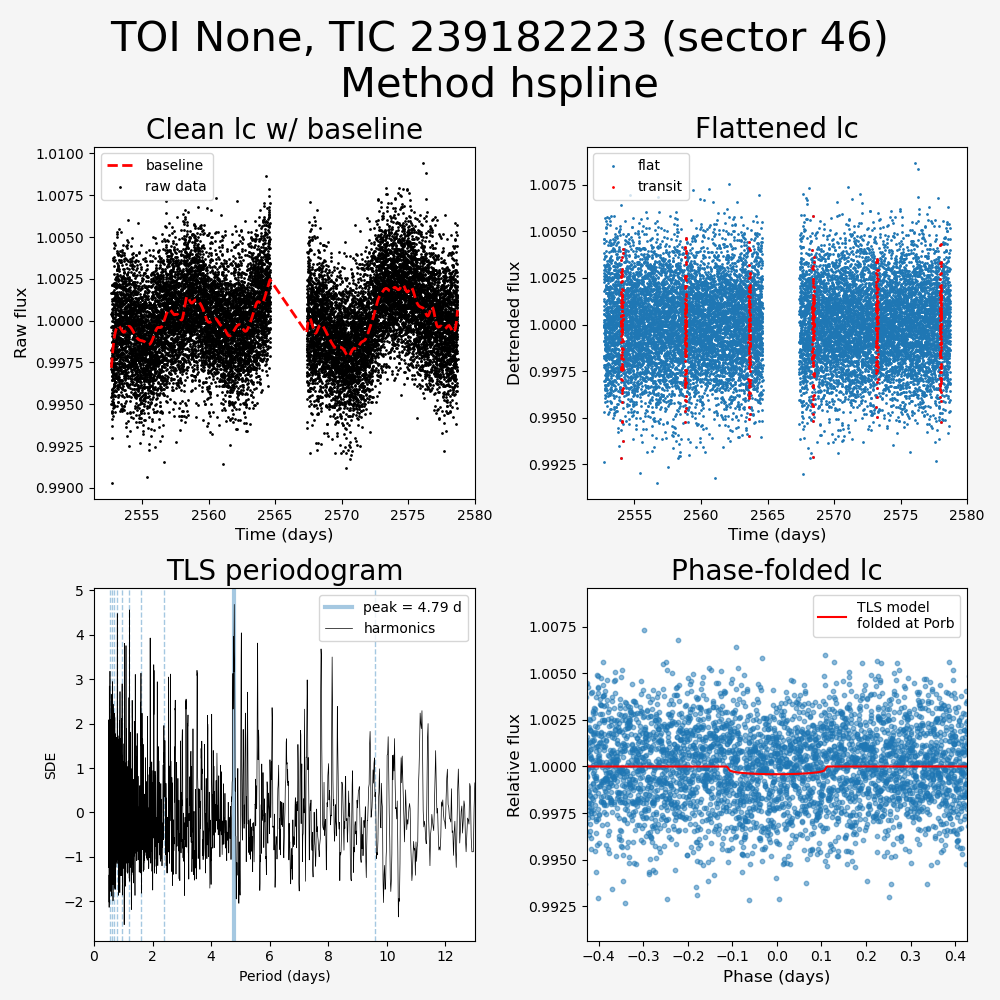 TOI None, TIC 239182223 (sector 46)
Method hspline
Clean lc w/ baseline
baseline
raw data
1.0100
1.0075
1.0050
1.0025
1.0000
0.9975
0.9950
0.9925
0.9900
Raw flux
2555 2560 2565 2570 2575 2580
Time (days)
Flattened lc
flat
transit
1.0075
1.0050
1.0025
1.0000
0.9975
0.9950
0.9925
Detrended flux
2555 2560 2565 2570 2575 2580
Time (days)
TLS periodogram
peak = 4.79 d
harmonics
5
4
3
2
1
0
−1
−2
SDE
0 2 4 6 8 10 12
Period (days)
Phase-folded lc
TLS model
folded at Porb
1.0075
1.0050
1.0025
1.0000
0.9975
0.9950
0.9925
Relative flux
−0.4 −0.3 −0.2 −0.1 0.0 0.1 0.2 0.3 0.4
Phase (days)